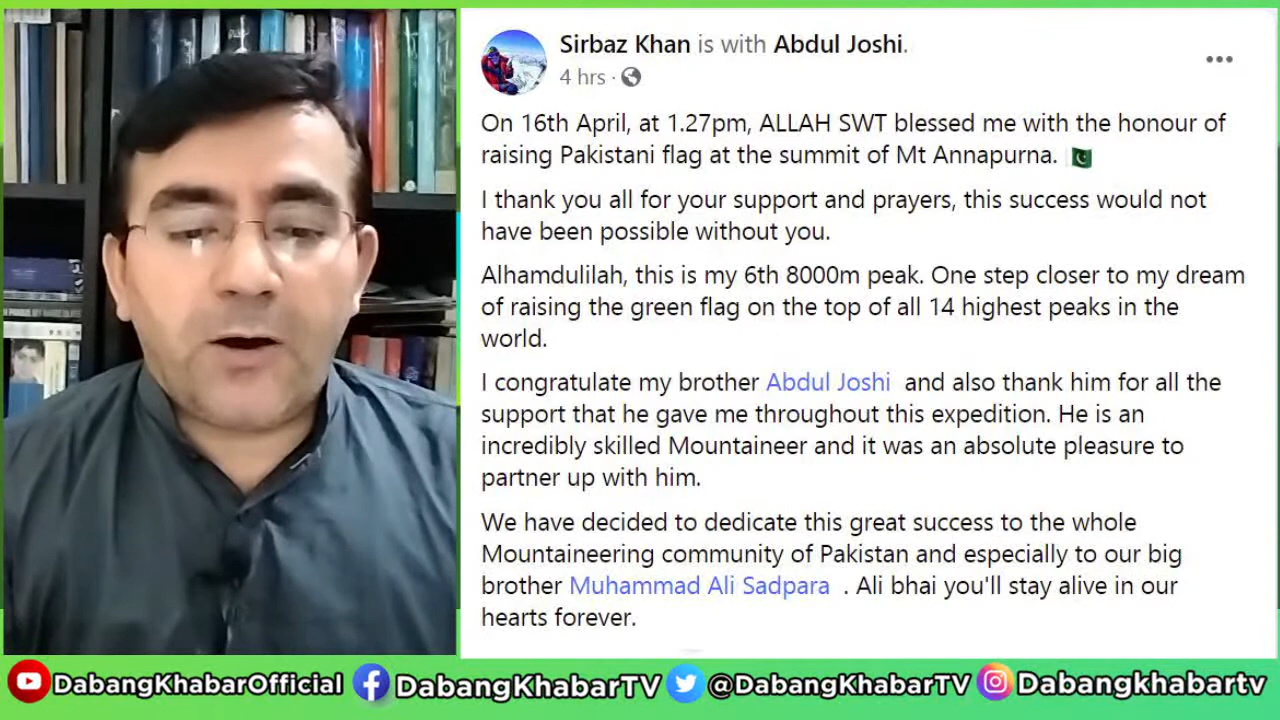 Sirbaz Khan is with Abdul Joshi.
4 hrs ·
On 16th April, at 1.27pm, ALLAH SWT blessed me with the honour of
raising Pakistani flag at the summit of Mt Annapurna.
I thank you all for your support and prayers, this success would not
have been possible without you.
Alhamdulilah, this is my 6th 8000m peak. One step closer to my dream
of raising the green flag on the top of all 14 highest peaks in the
world.
I congratulate my brother Abdul Joshi and also thank him for all the
support that he gave me throughout this expedition. He is an
incredibly skilled Mountaineer and it was an absolute pleasure to
partner up with him.
We have decided to dedicate this great success to the whole
Mountaineering community of Pakistan and especially to our big
brother Muhammad Ali Sadpara . Ali bhai you'll stay alive in our
hearts forever.
DabangKhabarOfficial DabangKhabarTV @DabangKhabarTV Dabangkhabartv